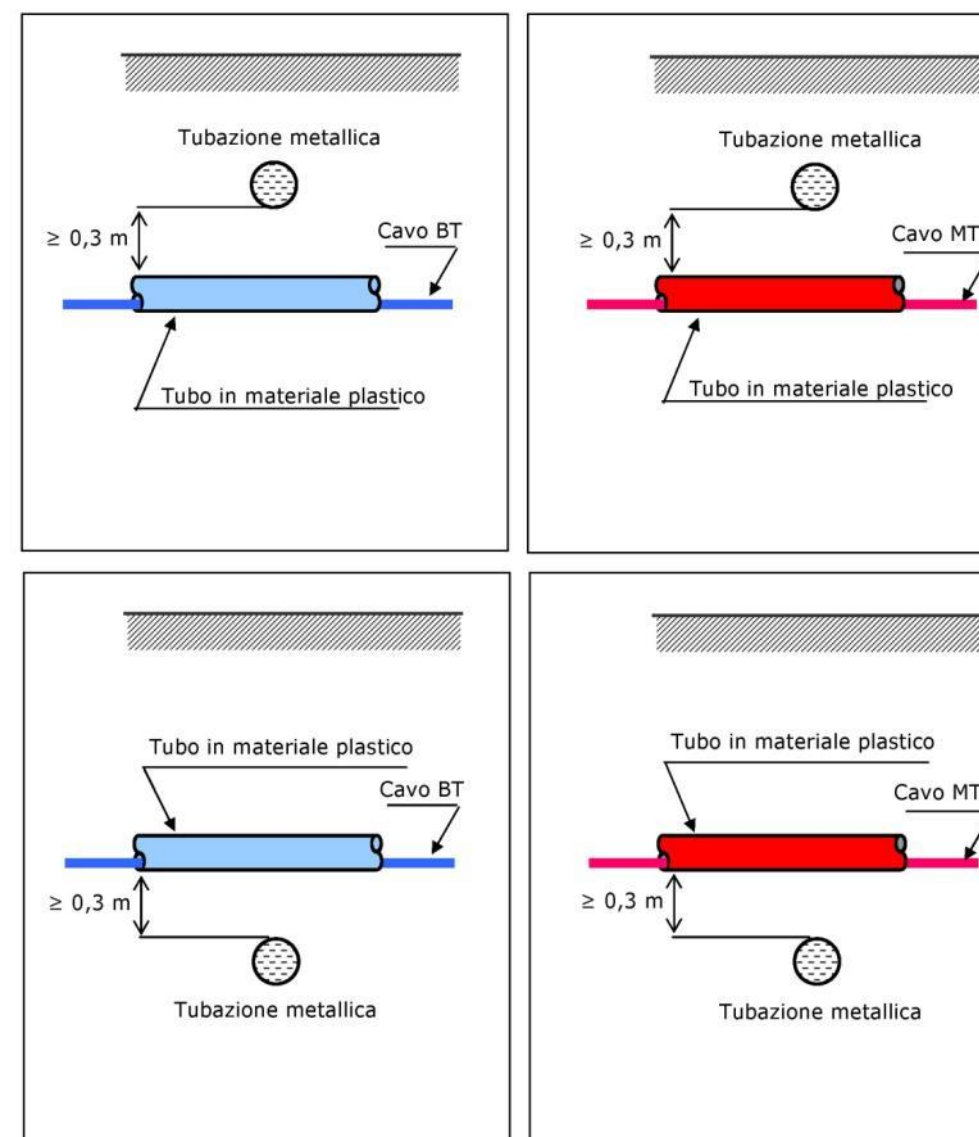 Tubazione metallica
≥ 0,3 m
Cavo BT
Tubo in materiale plastico
Tubazione metallica
≥ 0,3 m
Cavo MT
Tubo in materiale plastico
Tubo in materiale plastico
Cavo BT
≥ 0,3 m
Tubazione metallica
Tubo in materiale plastico
Cavo MT
≥ 0,3 m
Tubazione metallica